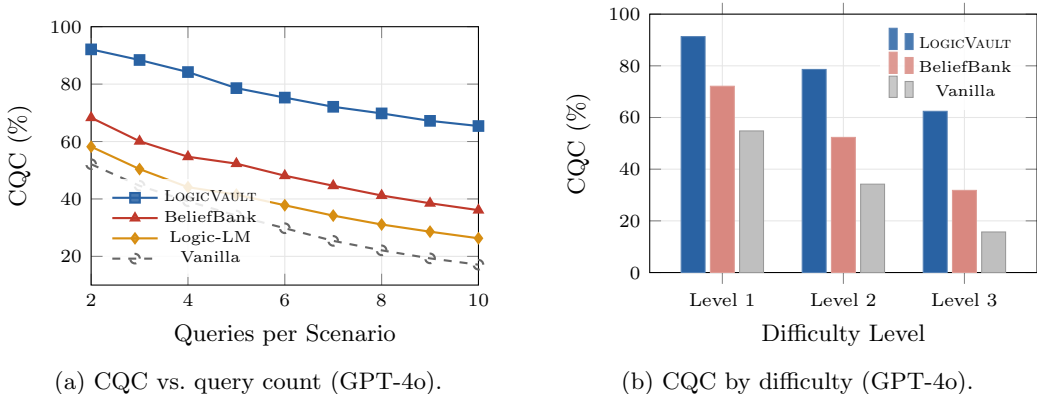 100
80
60
40
20
2
4
6
8
10
CQC (%)
Queries per Scenario
LOGICVAULT
BeliefBank
Logic-LM
Vanilla
(a) CQC vs. query count (GPT-4o).
100
80
60
40
20
0
Level 1
Level 2
Level 3
CQC (%)
Difficulty Level
LOGICVAULT
BeliefBank
Vanilla
(b) CQC by difficulty (GPT-4o).